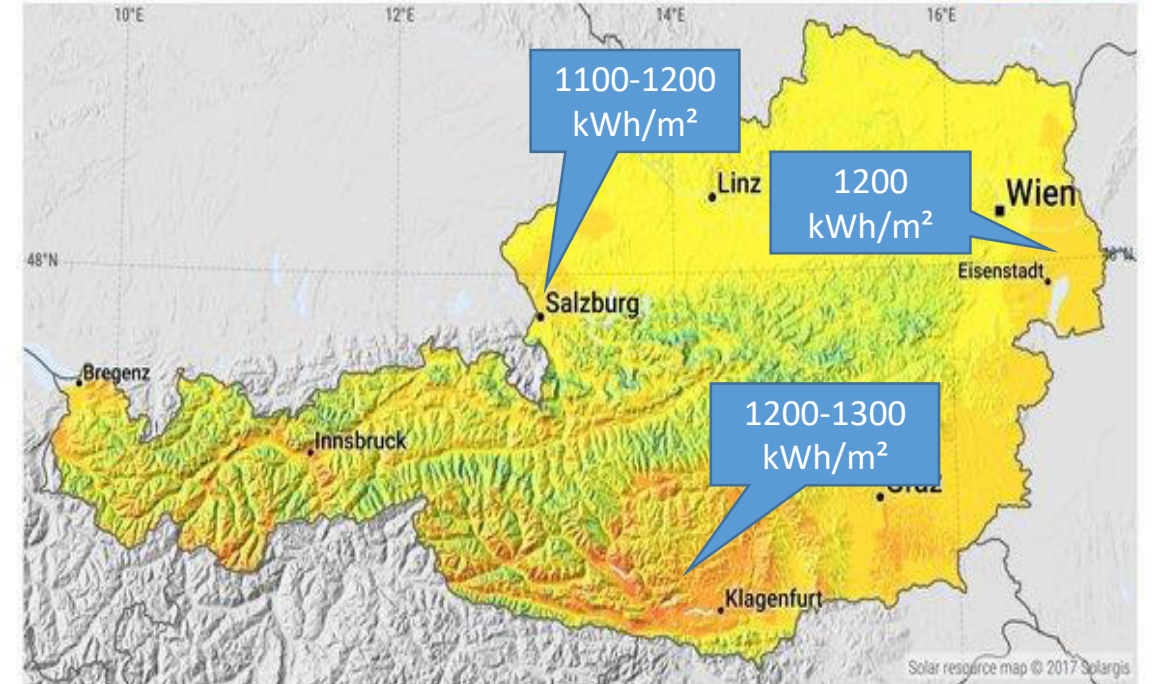 10°E
12°E
14°E
16°E
1100-1200
kWh/m²
Linz
1200
kWh/m²
Wien
48°N
Eisenstadt
Salzburg
Bregenz
1200-1300
kWh/m²
Innsbruck
Klagenfurt
Solar resource map © 2017 Solargis